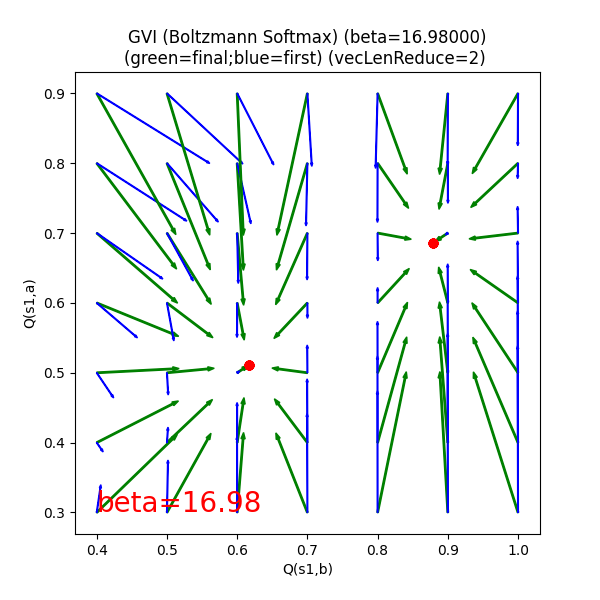 GVI (Boltzmann Softmax) (beta=16.98000)
(green=final;blue=first) (vecLenReduce=2)
Q(s1,a)
0.9
0.8
0.7
0.6
0.5
0.4
0.3
beta=16.98
0.4 0.5 0.6 0.7 0.8 0.9 1.0
Q(s1,b)